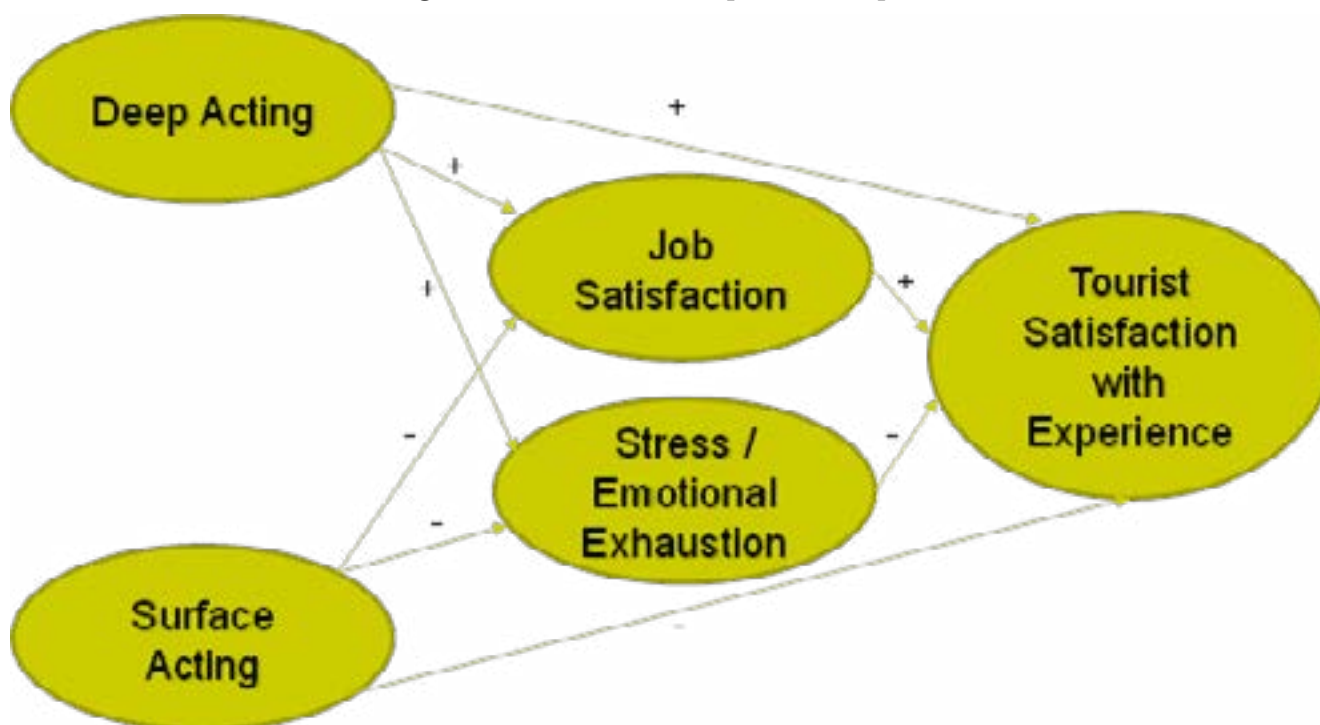 Deep Acting
+
+
Job
Satisfaction
+
+
Tourist
Satisfaction
with
Experience
-
Stress /
Emotional
Exhaustion
-
-
Surface
Acting
-